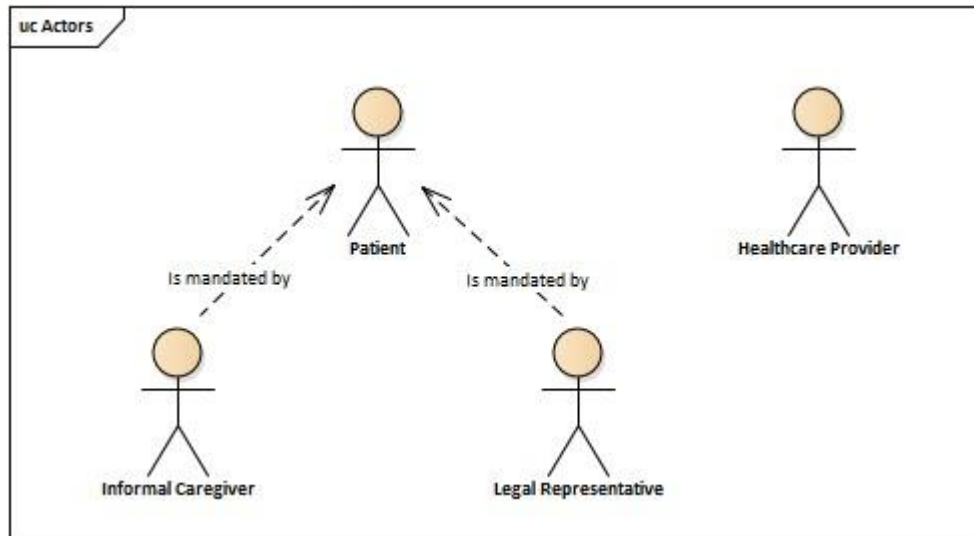 uc Actors
Patient
Healthcare Provider
Is mandated by
Is mandated by
Informal Caregiver
Legal Representative